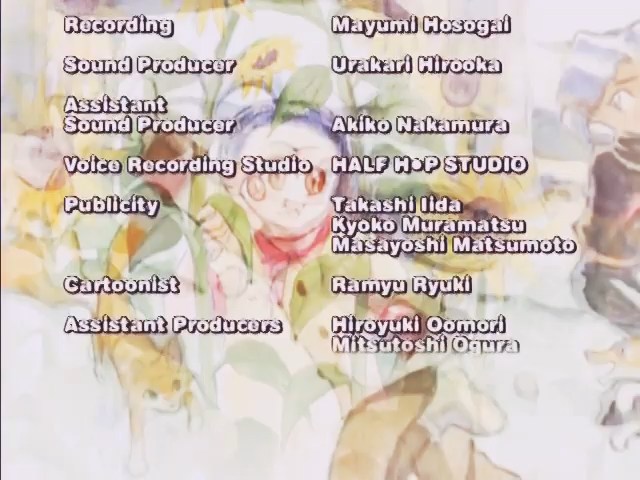 Recording Mayumi Hosogai
Sound Producer Urakari Hirooka
Assistant
Sound Producer Akiko Nakamura
Voice Recording Studio HALF H•P STUDIO
Publicity Takashi Iida
Kyoko Muramatsu
Masayoshi Matsumoto
Cartoonist Ramyu Ryuki
Assistant Producers Hiroyuki Oomori
Mitsutoshi Ogura